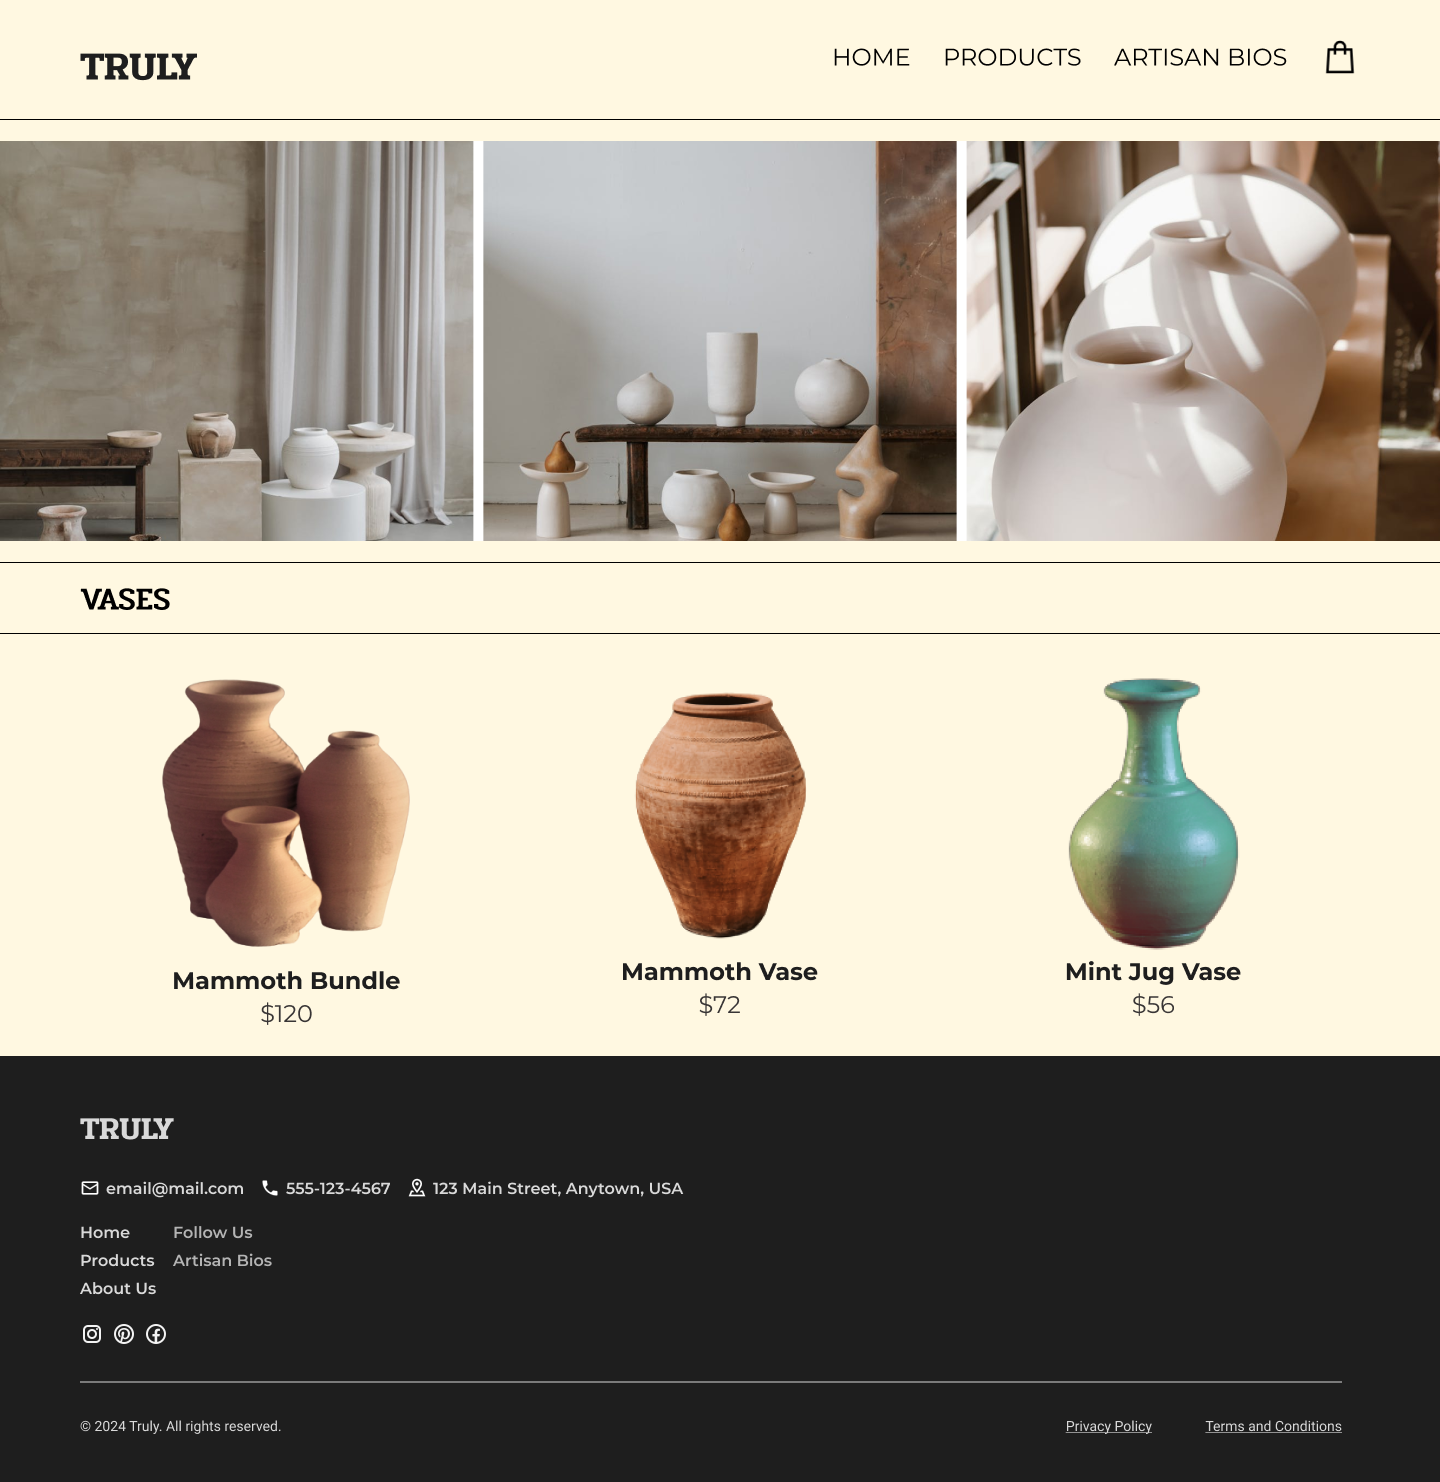 TRULY
HOME PRODUCTS ARTISAN BIOS
VASES
Mammoth Bundle
$120
Mammoth Vase
$72
Mint Jug Vase
$56
TRULY
email@mail.com 555-123-4567 123 Main Street, Anytown, USA
Home Follow Us
Products Artisan Bios
About Us
© 2024 Truly. All rights reserved. Privacy Policy Terms and Conditions